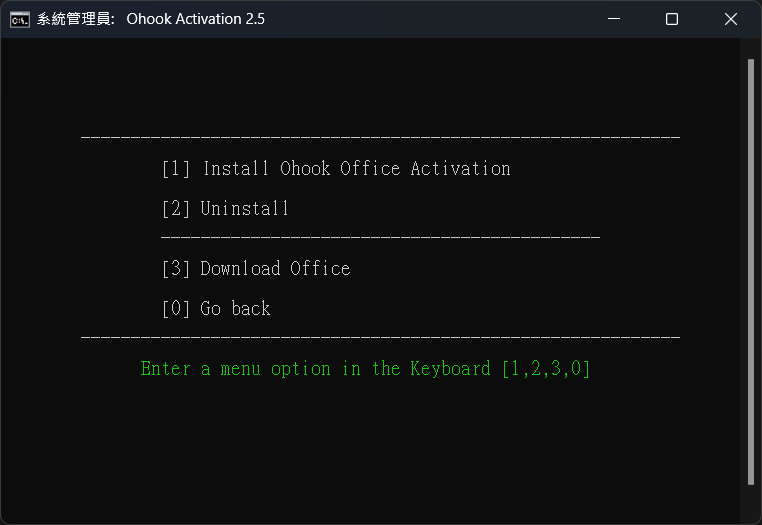 系統管理員: Ohook Activation 2.5
____________________________________________________________
[1] Install Ohook Office Activation
[2] Uninstall
____________________________________________
[3] Download Office
[0] Go back
____________________________________________________________
Enter a menu option in the Keyboard [1,2,3,0]